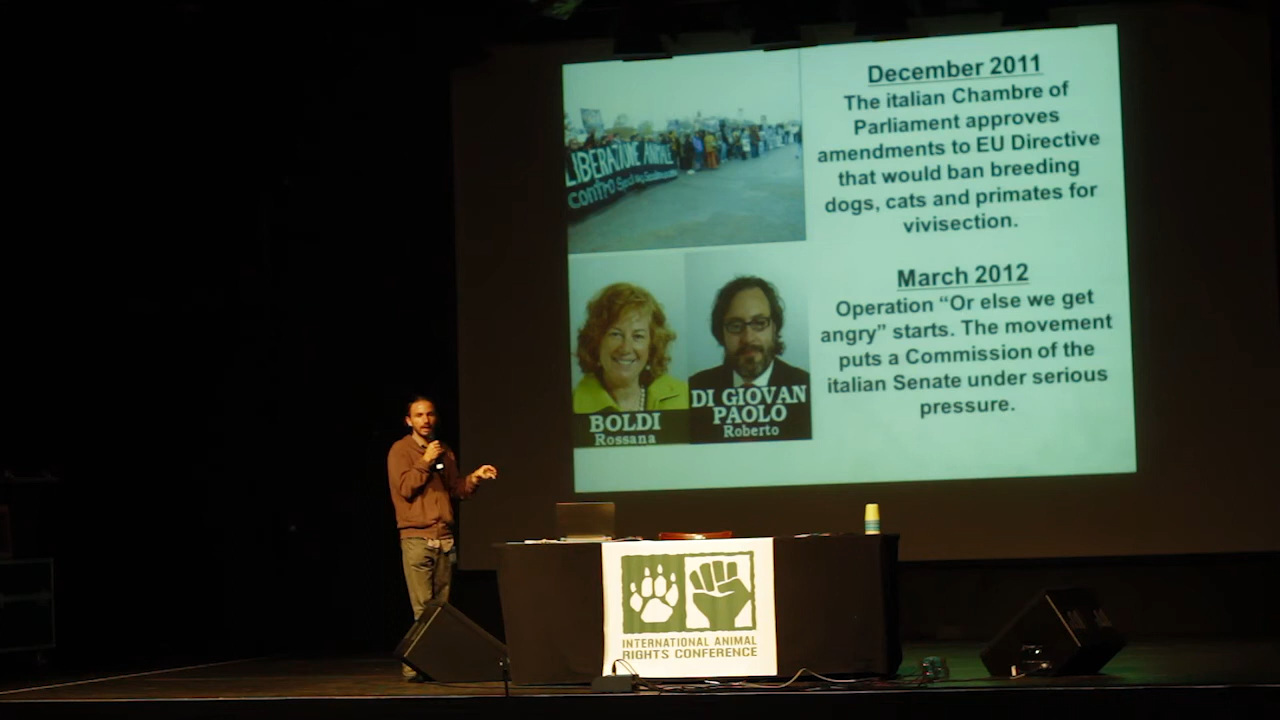 December 2011
The italian Chambre of
Parliament approves
amendments to EU Directive
that would ban breeding
dogs, cats and primates for
vivisection.
March 2012
Operation “Or else we get
angry” starts. The movement
puts a Commission of the
italian Senate under serious
pressure.
LIBERAZIONE ANIMALE
CONTRO
BOLDI
Rossana
DI GIOVAN
PAOLO
Roberto
INTERNATIONAL ANIMAL
RIGHTS CONFERENCE